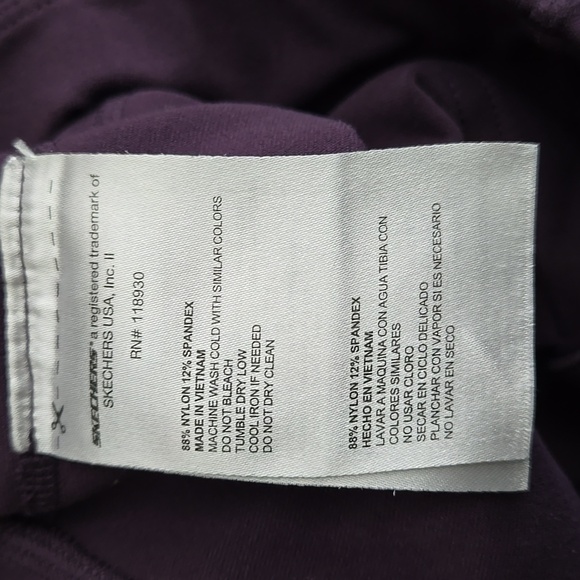 SKECHERS® a registered trademark of
SKECHERS USA, Inc. II
RN# 118930
88% NYLON 12% SPANDEX
MADE IN VIETNAM
MACHINE WASH COLD WITH SIMILAR COLORS
DO NOT BLEACH
TUMBLE DRY LOW
COOL IRON IF NEEDED
DO NOT DRY CLEAN
88% NYLON 12% SPANDEX
HECHO EN VIETNAM
LAVAR A MAQUINA CON AGUA TIBIA CON
COLORES SIMILARES
NO USAR CLORO
SECAR EN CICLO DELICADO
PLANCHAR CON VAPOR SI ES NECESARIO
NO LAVAR EN SECO